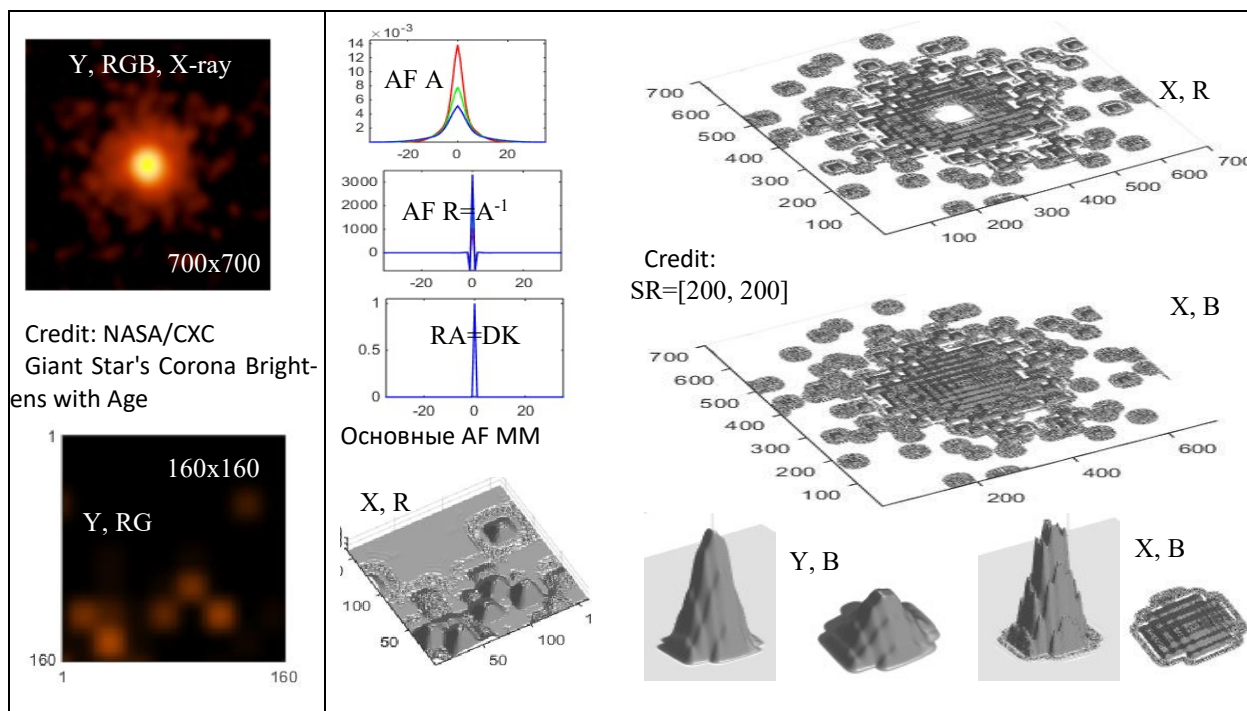 Y, RGB, X-ray
700x700
Credit: NASA/CXC
Giant Star's Corona Bright-
ens with Age
1
160x160
Y, RG
160
1
160
x 10⁻³
14
12
10
8
6
4
2
AF A
-20
0
20
3000
2000
1000
0
AF R=A⁻¹
-20
0
20
1
0.5
0
RA=DK
-20
0
20
Основные AF MM
X, R
100
50
50
100
1
X, R
700
600
500
400
300
200
100
100
200
300
400
500
600
700
Credit:
SR=[200, 200]
X, B
700
600
500
400
300
200
100
200
400
600
Y, B
X, B